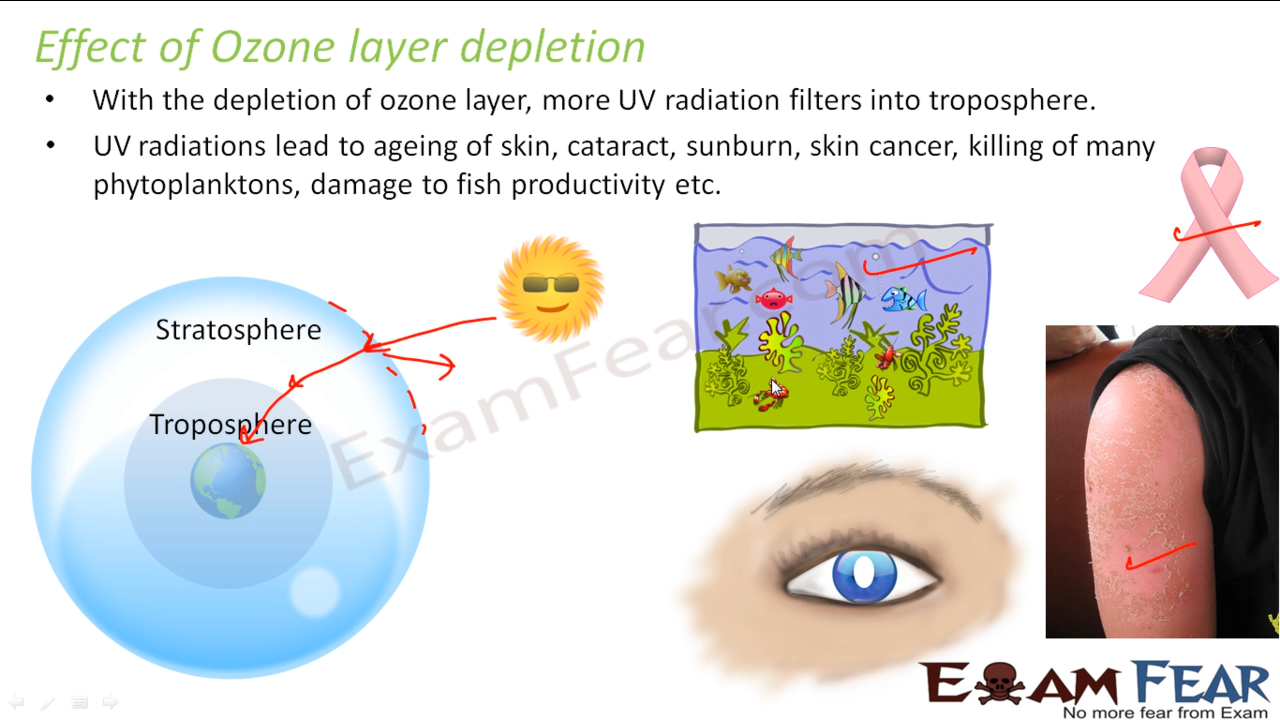 Effect of Ozone layer depletion
• With the depletion of ozone layer, more UV radiation filters into troposphere.
• UV radiations lead to ageing of skin, cataract, sunburn, skin cancer, killing of many
phytoplanktons, damage to fish productivity etc.
Stratosphere
Troposphere
ExamFear.com
EXAM FEAR
No more fear from Exam